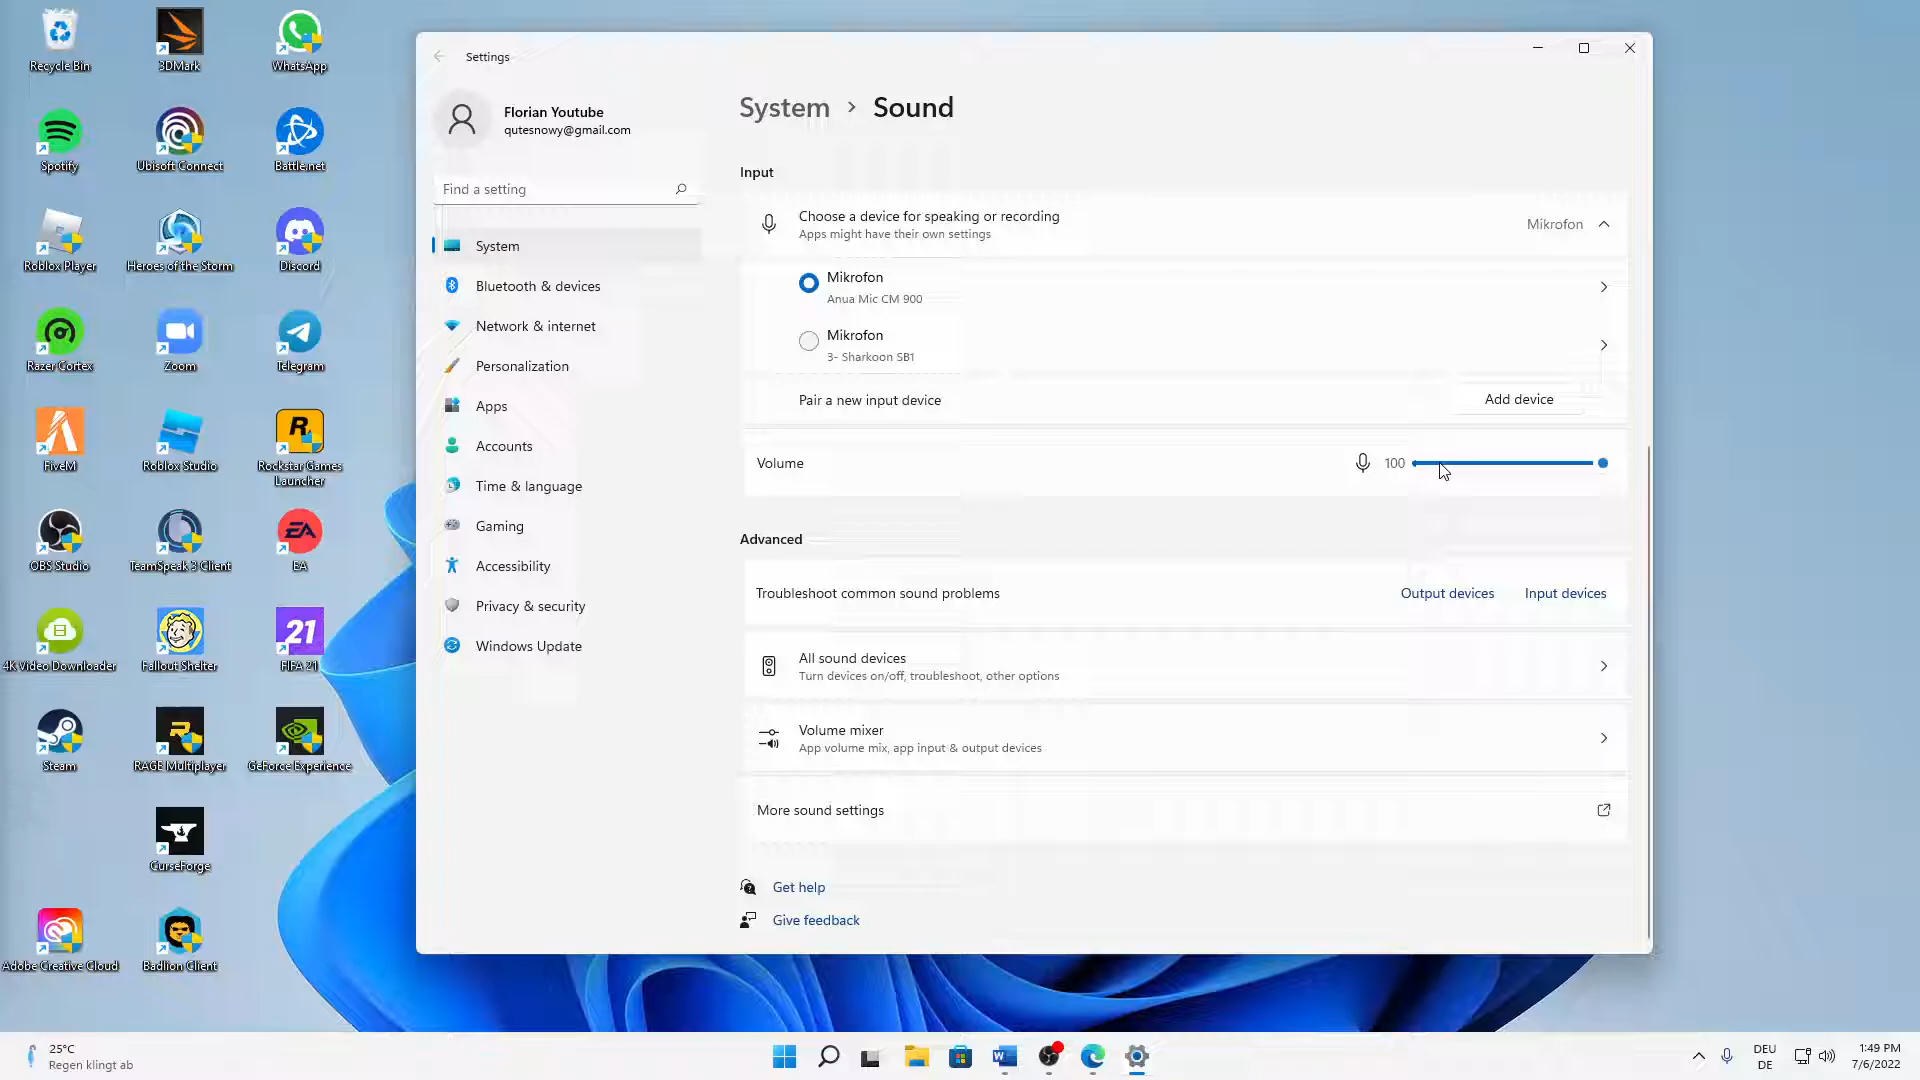 Recycle Bin
3DMark
WhatsApp
Spotify
Ubisoft Connect
Battle.net
Roblox Player
Heroes of the Storm
Discord
Razer Cortex
Zoom
Telegram
FiveM
Roblox Studio
Rockstar Games
Launcher
OBS Studio
TeamSpeak 3 Client
EA
4K Video Downloader
Fallout Shelter
21
FIFA 21
Steam
RAGE Multiplayer
GeForce Experience
CurseForge
Adobe Creative Cloud
Badlion Client
Settings
Florian Youtube
qutesnowy@gmail.com
Find a setting
System
Bluetooth & devices
Network & internet
Personalization
Apps
Accounts
Time & language
Gaming
Accessibility
Privacy & security
Windows Update
System > Sound
Input
Choose a device for speaking or recording
Apps might have their own settings
Mikrofon
Mikrofon
Anua Mic CM 900
Mikrofon
3- Sharkoon SB1
Pair a new input device
Add device
Volume
100
Advanced
Troubleshoot common sound problems
Output devices
Input devices
All sound devices
Turn devices on/off, troubleshoot, other options
Volume mixer
App volume mix, app input & output devices
More sound settings
Get help
Give feedback
25°C
Regen klingt ab
DEU
DE
1:49 PM
7/6/2022